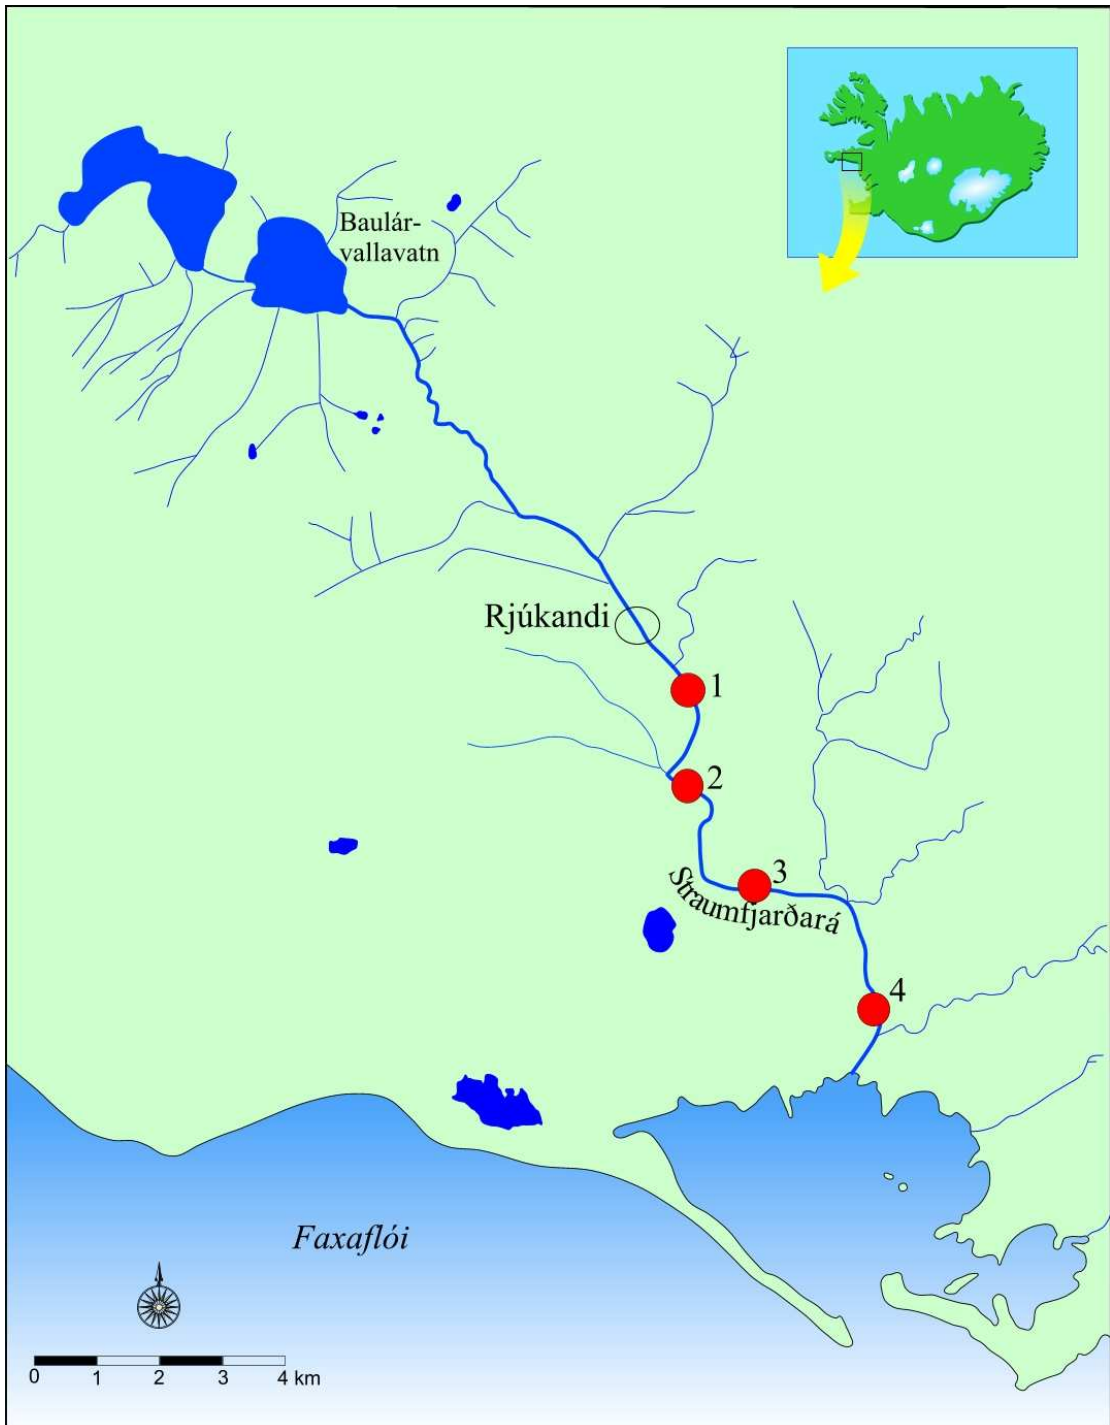 Baulár-
vallavatn
Rjúkandi
1
2
3
Straumfjarðará
4
Faxaflói
0 1 2 3 4 km